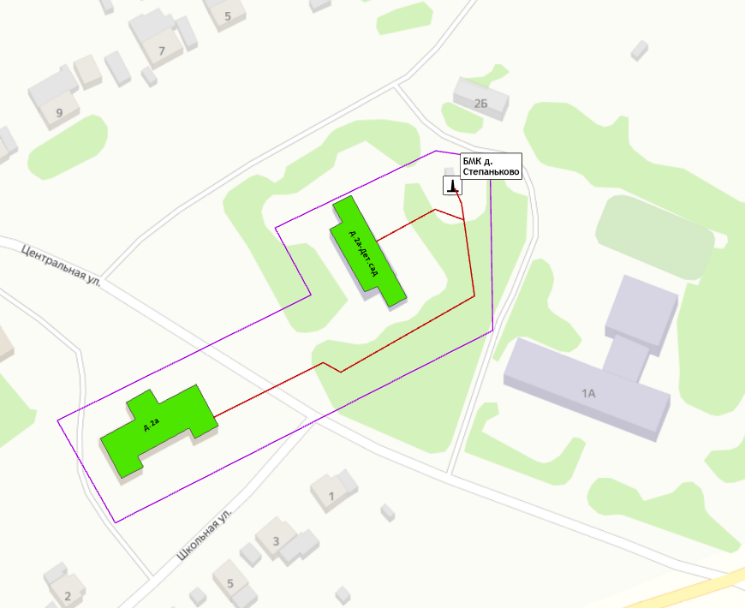 5
7
9
2Б
БМК д.
Степаньково
д.2а-Дет.сад
Центральная ул.
1А
д.2а
1
Школьная ул.
3
5
2